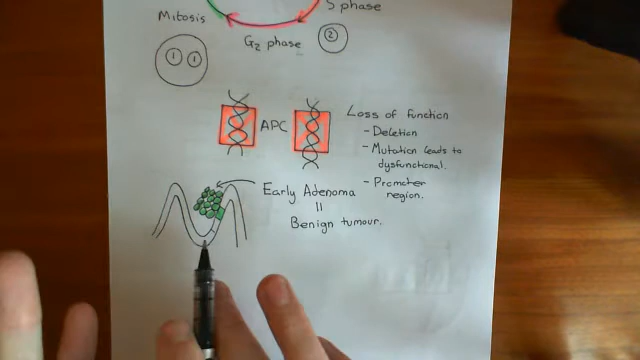 S phase
Mitosis
G₂ phase
2
1 1
APC
Loss of function
- Deletion
- Mutation leads to
dysfunctional.
- Promoter
region.
Early Adenoma
=
Benign tumour.